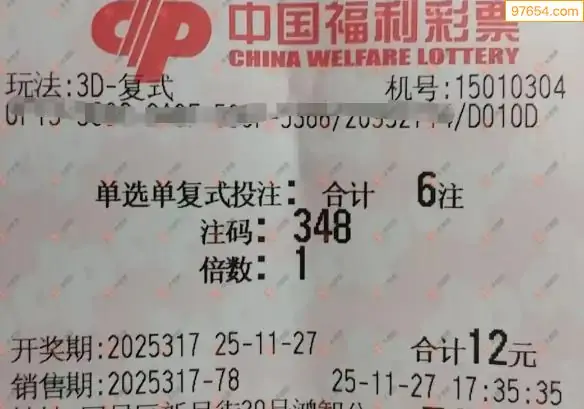 97654.com
中国福利彩票
CHINA WELFARE LOTTERY
玩法:3D-复式 机号:15010304
/D010D
单选单复式投注: 合计 6注
注码: 348
倍数: 1
开奖期:2025317 25-11-27 合计12元
销售期:2025317-78 25-11-27 17:35:35